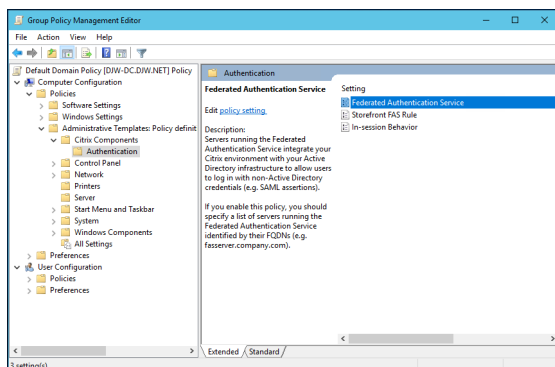 Group Policy Management Editor
File Action View Help
Default Domain Policy [DJW-DC.DJW.NET] Policy
Computer Configuration
Policies
Software Settings
Windows Settings
Administrative Templates: Policy definit
Citrix Components
Authentication
Control Panel
Network
Printers
Server
Start Menu and Taskbar
System
Windows Components
All Settings
Preferences
User Configuration
Policies
Preferences
Authentication
Federated Authentication Service
Edit policy setting.
Description:
Servers running the Federated
Authentication Service integrate your
Citrix environment with your Active
Directory infrastructure to allow users
to log in with non-Active Directory
credentials (e.g. SAML assertions).
If you enable this policy, you should
specify a list of servers running the
Federated Authentication Service
identified by their FQDNs (e.g.
fasserver.company.com).
Setting
Federated Authentication Service
Storefront FAS Rule
In-session Behavior
Extended Standard
3 setting(s)